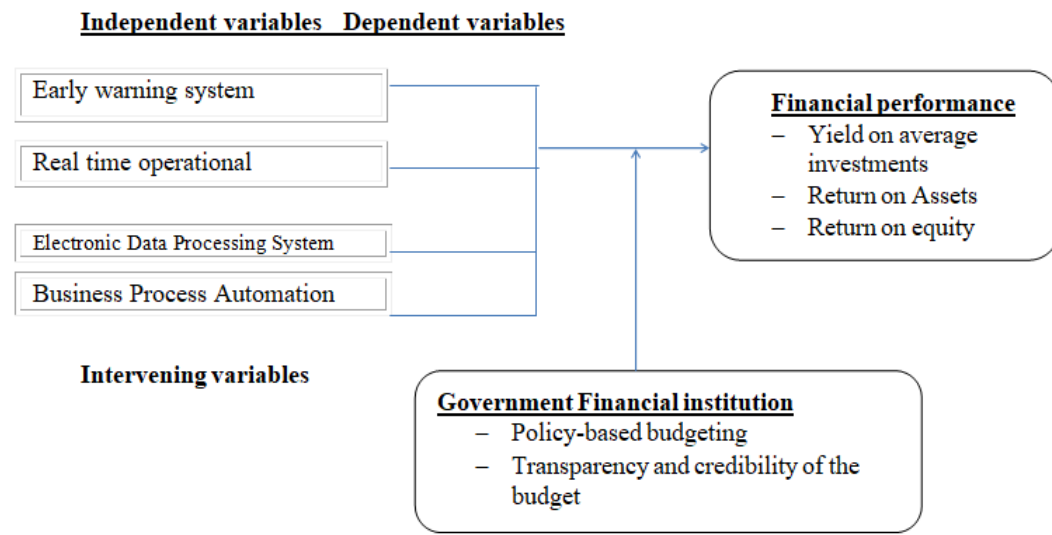 Independent variables   Dependent variables
Early warning system
Real time operational
Electronic Data Processing System
Business Process Automation
Financial performance
– Yield on average
investments
– Return on Assets
– Return on equity
Intervening variables
Government Financial institution
– Policy-based budgeting
– Transparency and credibility of the
budget